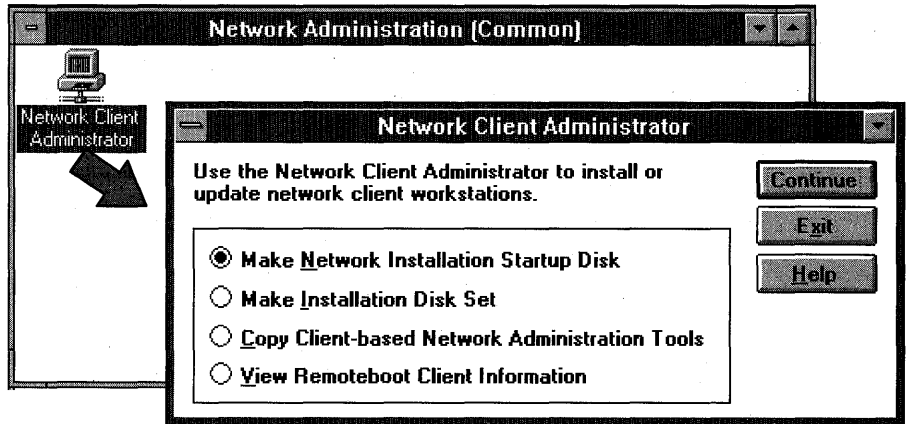 Network Administration (Common)
Network Client
Administrator
Network Client Administrator
Use the Network Client Administrator to install or
update network client workstations.
Continue
Exit
Help
Make Network Installation Startup Disk
Make Installation Disk Set
Copy Client-based Network Administration Tools
View Remoteboot Client Information